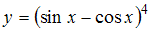 y = (sin x − cos x)⁴